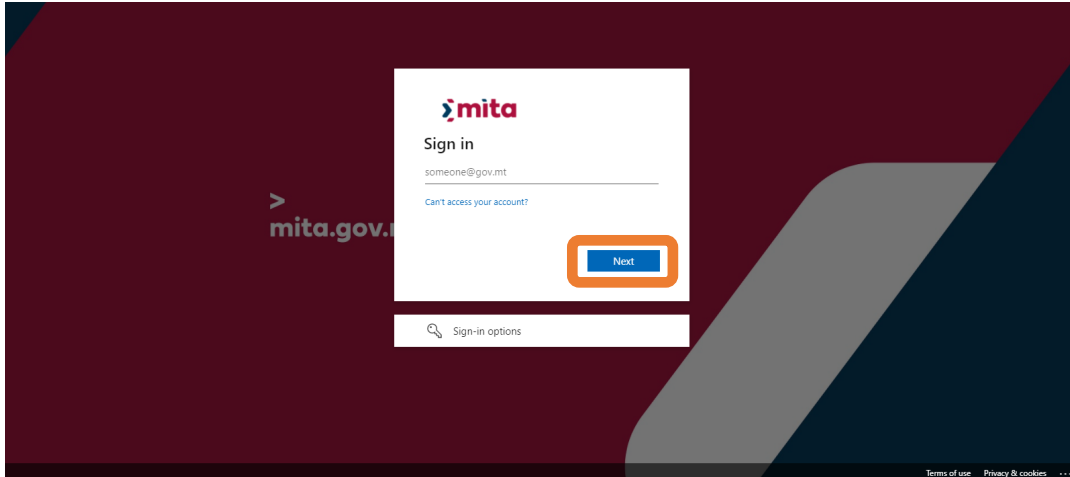 mita
Sign in
someone@gov.mt
Can't access your account?
>
mita.gov.
Next
Sign-in options
Terms of use Privacy & cookies ...